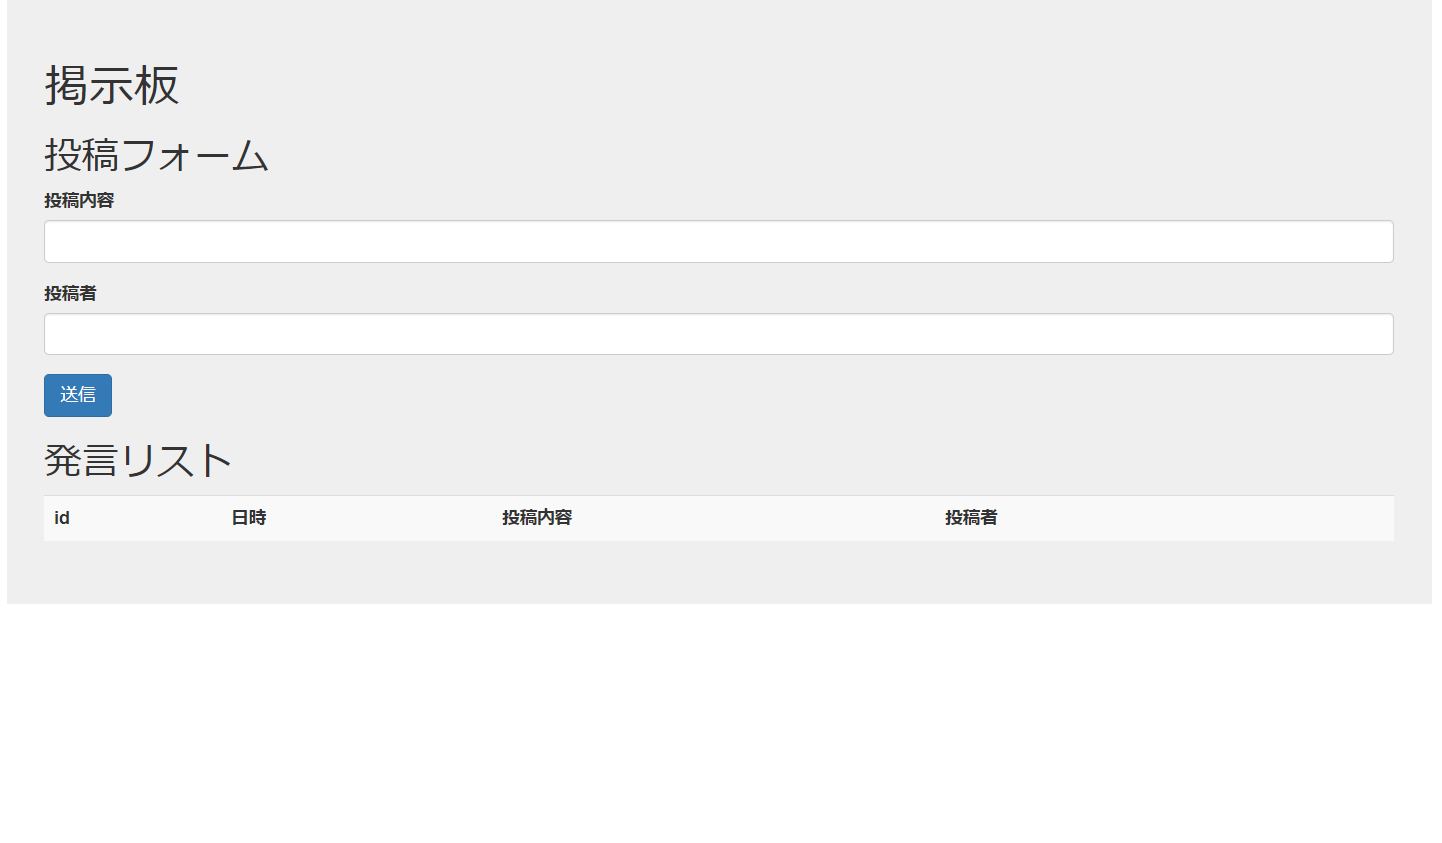 掲示板
投稿フォーム
投稿内容
投稿者
送信
発言リスト
id 日時 投稿内容 投稿者